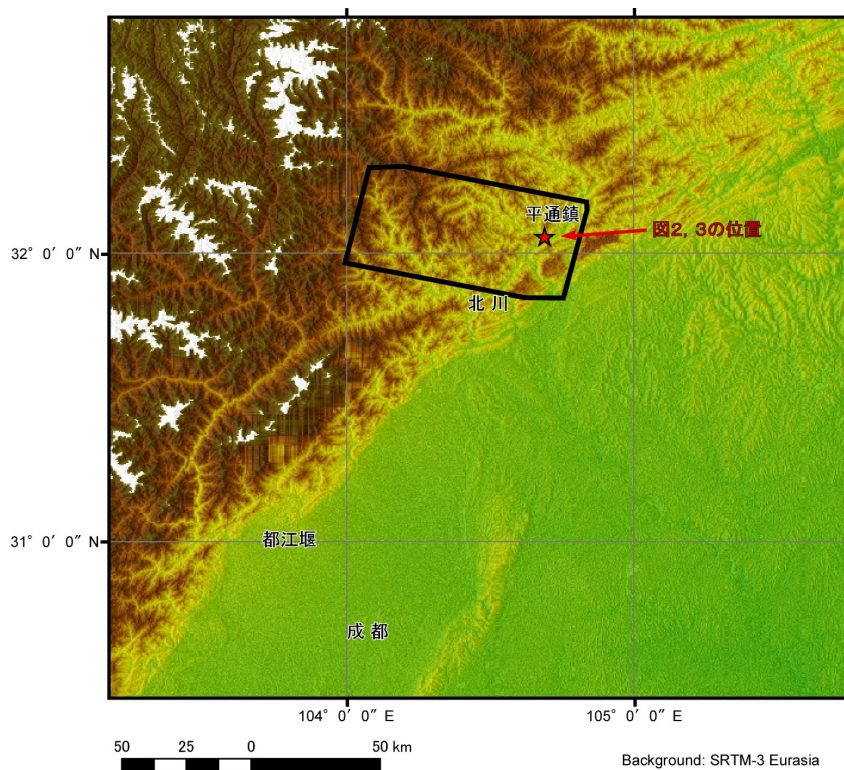 平通鎮
図2, 3の位置
32° 0′ 0″ N
北 川
31° 0′ 0″ N
都江堰
成 都
104° 0′ 0″ E
105° 0′ 0″ E
50 25 0 50 km
Background: SRTM-3 Eurasia